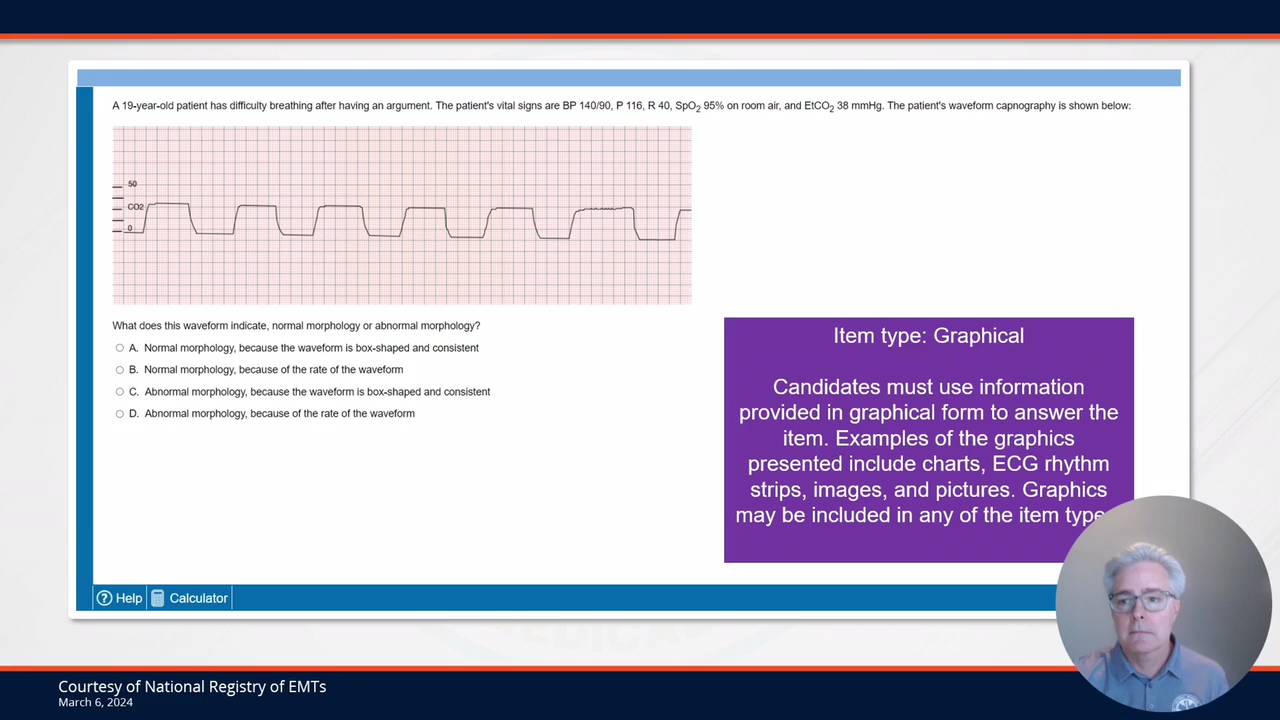 A 19-year-old patient has difficulty breathing after having an argument. The patient's vital signs are BP 140/90, P 116, R 40, SpO2 95% on room air, and EtCO2 38 mmHg. The patient's waveform capnography is shown below:
50
CO2
0
What does this waveform indicate, normal morphology or abnormal morphology?
A. Normal morphology, because the waveform is box-shaped and consistent
B. Normal morphology, because of the rate of the waveform
C. Abnormal morphology, because the waveform is box-shaped and consistent
D. Abnormal morphology, because of the rate of the waveform
Item type: Graphical
Candidates must use information
provided in graphical form to answer the
item. Examples of the graphics
presented include charts, ECG rhythm
strips, images, and pictures. Graphics
may be included in any of the item type
? Help
Calculator
Courtesy of National Registry of EMTs
March 6, 2024